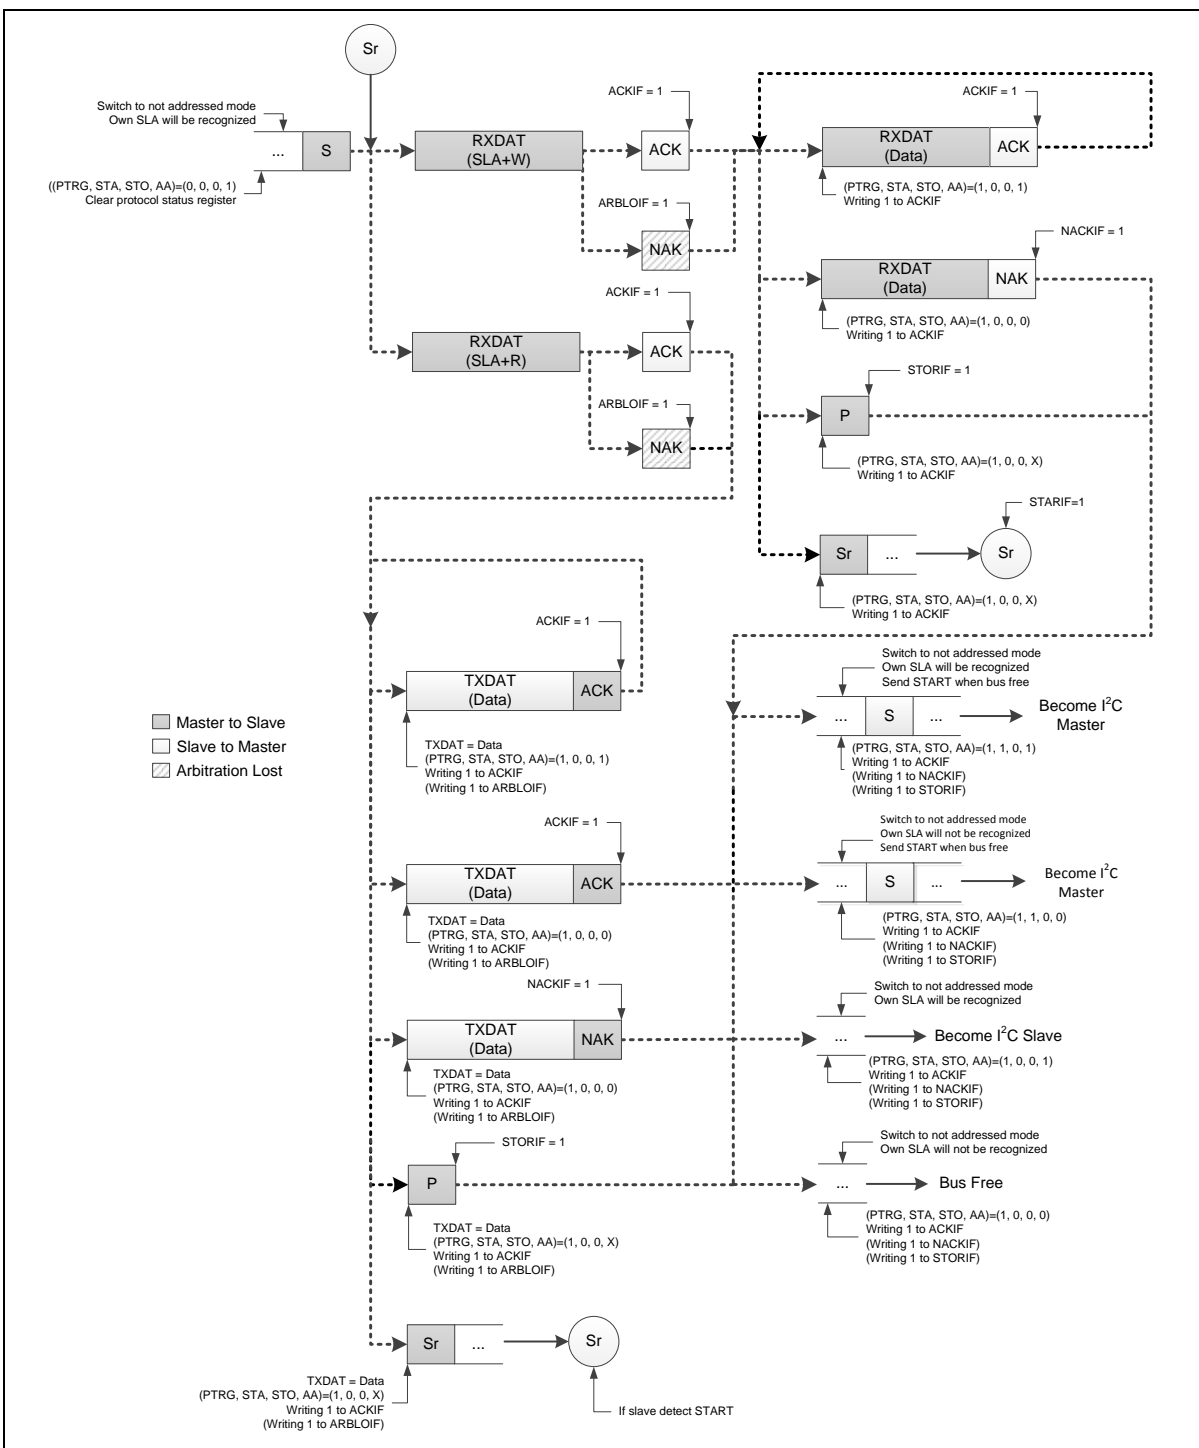 Sr
Switch to not addressed mode
Own SLA will be recognized
... S
((PTRG, STA, STO, AA)=(0, 0, 0, 1)
Clear protocol status register
RXDAT
(SLA+W)
ACKIF = 1
ACK
ARBLOIF = 1
NAK
ACKIF = 1
RXDAT
(Data)
ACK
(PTRG, STA, STO, AA)=(1, 0, 0, 1)
Writing 1 to ACKIF
NACKIF = 1
RXDAT
(Data)
NAK
(PTRG, STA, STO, AA)=(1, 0, 0, 0)
Writing 1 to ACKIF
ACKIF = 1
RXDAT
(SLA+R)
ACK
ARBLOIF = 1
NAK
STORIF = 1
P
(PTRG, STA, STO, AA)=(1, 0, 0, X)
Writing 1 to ACKIF
STARIF=1
Sr ... Sr
(PTRG, STA, STO, AA)=(1, 0, 0, X)
Writing 1 to ACKIF
ACKIF = 1
TXDAT
(Data)
ACK
TXDAT = Data
(PTRG, STA, STO, AA)=(1, 0, 0, 1)
Writing 1 to ACKIF
(Writing 1 to ARBLOIF)
Switch to not addressed mode
Own SLA will be recognized
Send START when bus free
... S ...
Become I²C
Master
(PTRG, STA, STO, AA)=(1, 1, 0, 1)
Writing 1 to ACKIF
(Writing 1 to NACKIF)
(Writing 1 to STORIF)
Master to Slave
Slave to Master
Arbitration Lost
ACKIF = 1
TXDAT
(Data)
ACK
TXDAT = Data
(PTRG, STA, STO, AA)=(1, 0, 0, 0)
Writing 1 to ACKIF
(Writing 1 to ARBLOIF)
Switch to not addressed mode
Own SLA will not be recognized
Send START when bus free
... S ...
Become I²C
Master
(PTRG, STA, STO, AA)=(1, 1, 0, 0)
Writing 1 to ACKIF
(Writing 1 to NACKIF)
(Writing 1 to STORIF)
NACKIF = 1
TXDAT
(Data)
NAK
TXDAT = Data
(PTRG, STA, STO, AA)=(1, 0, 0, 0)
Writing 1 to ACKIF
(Writing 1 to ARBLOIF)
Switch to not addressed mode
Own SLA will be recognized
... Become I²C Slave
(PTRG, STA, STO, AA)=(1, 0, 0, 1)
Writing 1 to ACKIF
(Writing 1 to NACKIF)
(Writing 1 to STORIF)
STORIF = 1
P
TXDAT = Data
(PTRG, STA, STO, AA)=(1, 0, 0, X)
Writing 1 to ACKIF
(Writing 1 to ARBLOIF)
Switch to not addressed mode
Own SLA will not be recognized
... Bus Free
(PTRG, STA, STO, AA)=(1, 0, 0, 0)
Writing 1 to ACKIF
(Writing 1 to NACKIF)
(Writing 1 to STORIF)
Sr ... Sr
TXDAT = Data
(PTRG, STA, STO, AA)=(1, 0, 0, X)
Writing 1 to ACKIF
(Writing 1 to ARBLOIF)
If slave detect START